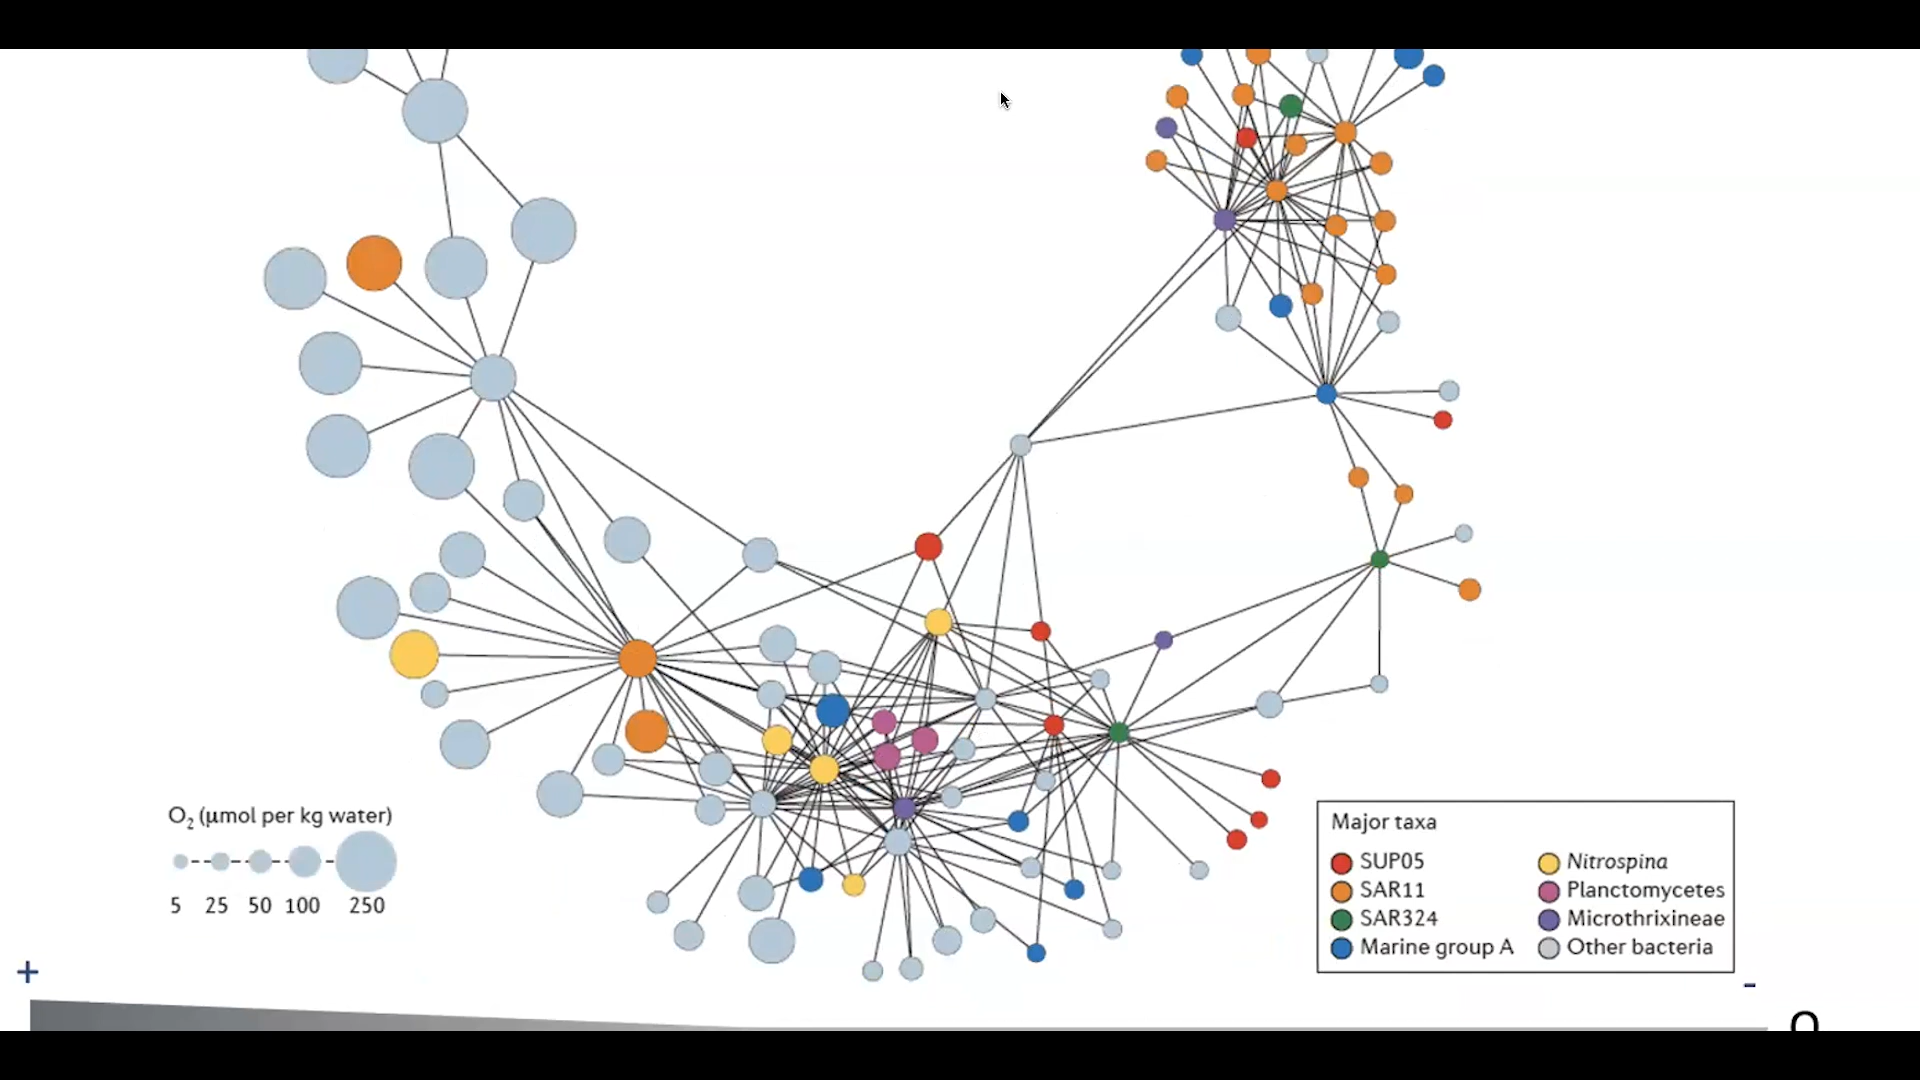 O2 (μmol per kg water)
5 25 50 100 250
Major taxa
SUP05
SAR11
SAR324
Marine group A
Nitrospina
Planctomycetes
Microthrixineae
Other bacteria
+
-